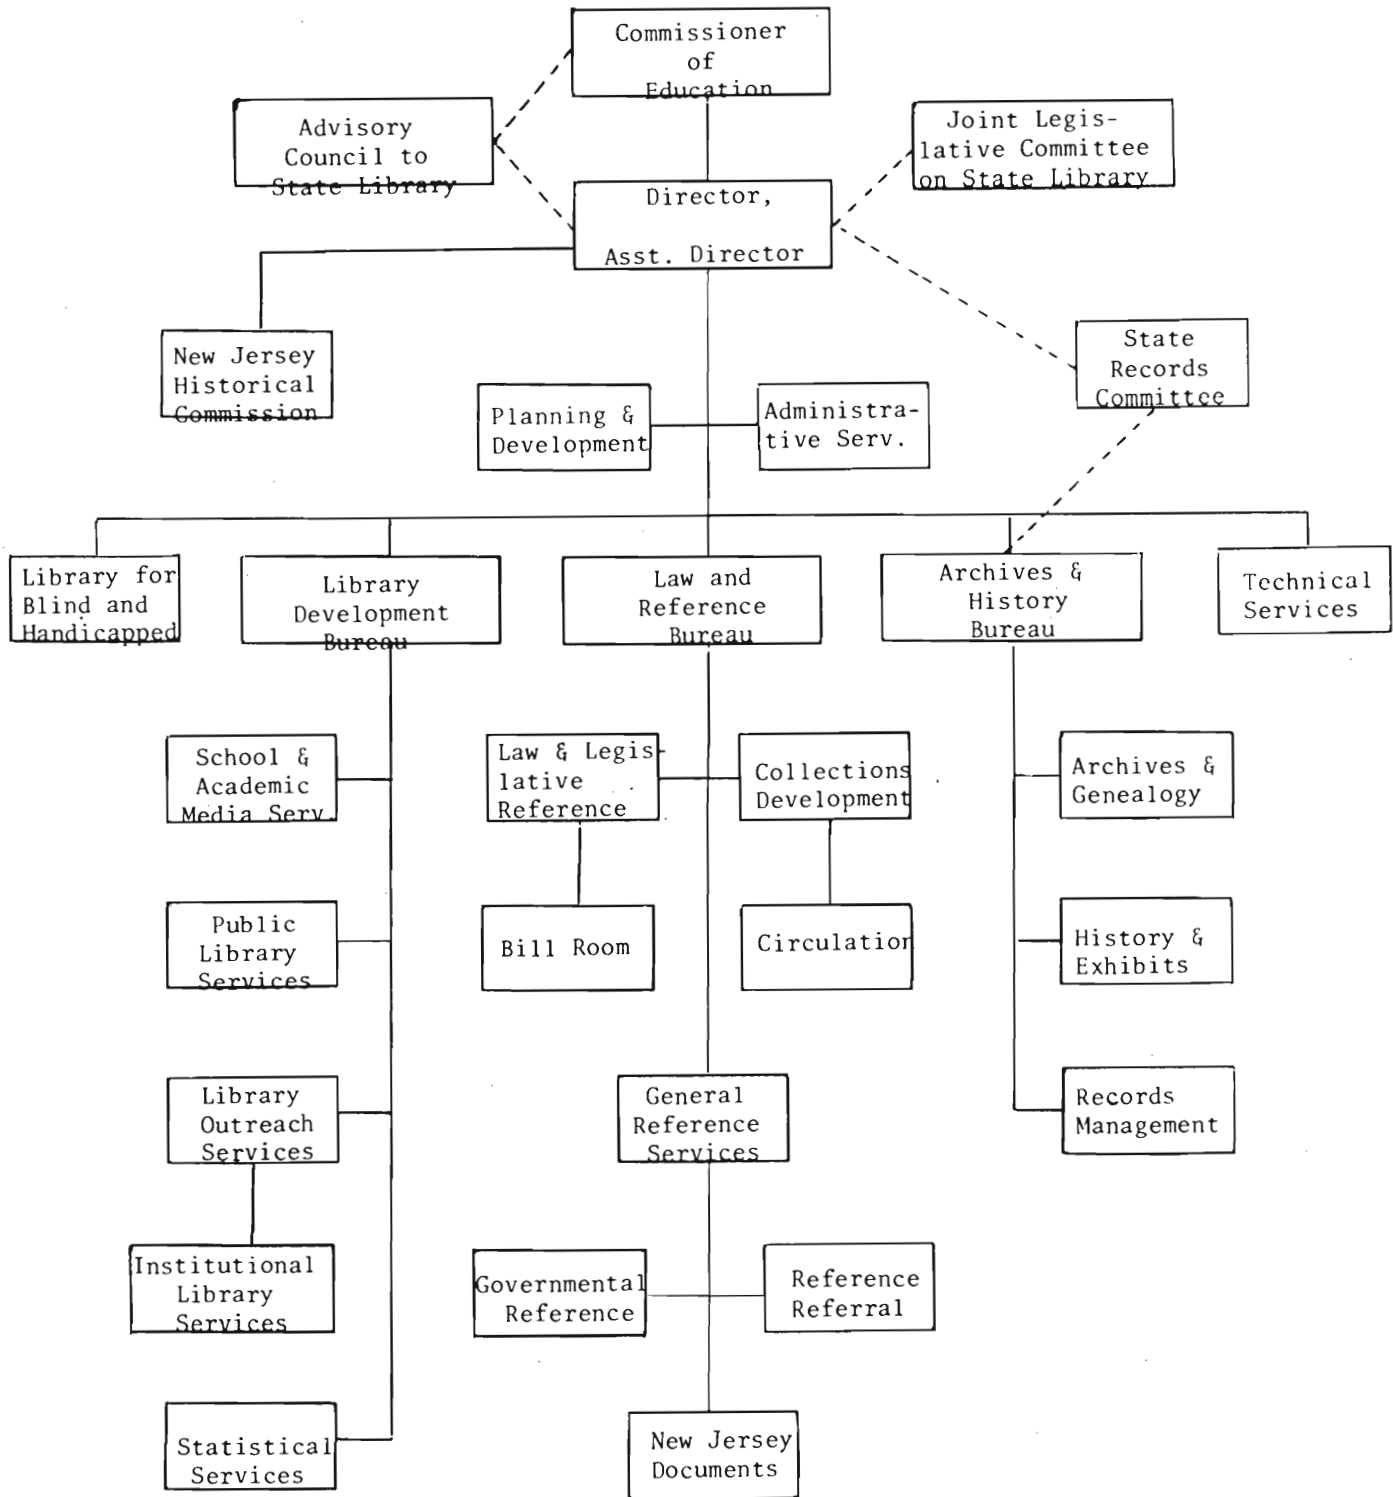 Commissioner
of
Education
Advisory
Council to
State Library
Joint Legis-
lative Committee
on State Library
Director,
Asst. Director
New Jersey
Historical
Commission
State
Records
Committee
Planning &
Development
Administra-
tive Serv.
Library for
Blind and
Handicapped
Library
Development
Bureau
Law and
Reference
Bureau
Archives &
History
Bureau
Technical
Services
School &
Academic
Media Serv.
Law & Legis-
lative
Reference
Collections
Development
Archives &
Genealogy
Public
Library
Services
Bill Room
Circulation
History &
Exhibits
Library
Outreach
Services
General
Reference
Services
Records
Management
Institutional
Library
Services
Governmental
Reference
Reference
Referral
Statistical
Services
New Jersey
Documents